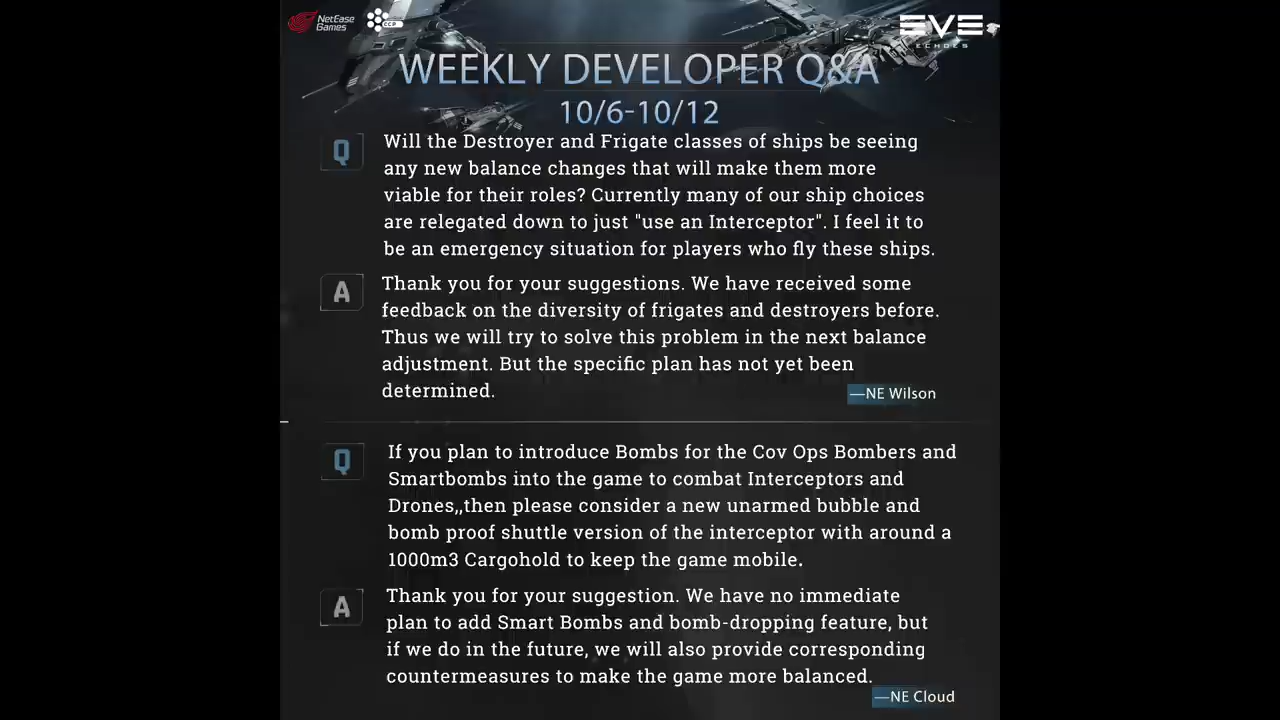 NetEase Games
CCP
EVE
ECHOES
WEEKLY DEVELOPER Q&A
10/6-10/12
Q
Will the Destroyer and Frigate classes of ships be seeing
any new balance changes that will make them more
viable for their roles? Currently many of our ship choices
are relegated down to just "use an Interceptor". I feel it to
be an emergency situation for players who fly these ships.
A
Thank you for your suggestions. We have received some
feedback on the diversity of frigates and destroyers before.
Thus we will try to solve this problem in the next balance
adjustment. But the specific plan has not yet been
determined.
—NE Wilson
Q
If you plan to introduce Bombs for the Cov Ops Bombers and
Smartbombs into the game to combat Interceptors and
Drones,,then please consider a new unarmed bubble and
bomb proof shuttle version of the interceptor with around a
1000m3 Cargohold to keep the game mobile.
A
Thank you for your suggestion. We have no immediate
plan to add Smart Bombs and bomb-dropping feature, but
if we do in the future, we will also provide corresponding
countermeasures to make the game more balanced.
—NE Cloud